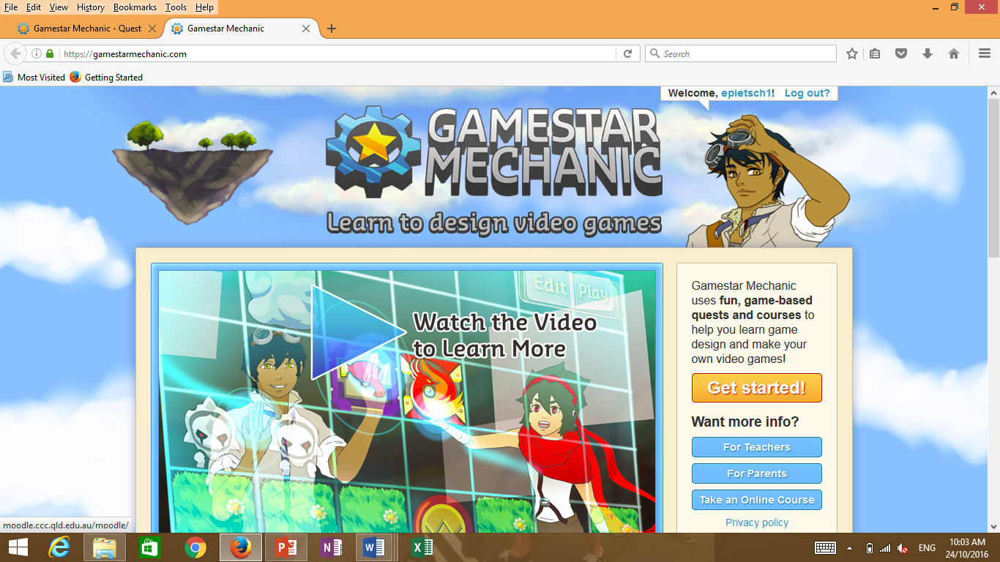 File Edit View History Bookmarks Tools Help
Gamestar Mechanic - Quest
Gamestar Mechanic
https://gamestarmechanic.com
Search
Most Visited
Getting Started
Welcome, epietsch1! Log out?
GAMESTAR
MECHANIC
Learn to design video games
Edit Play
Watch the Video
to Learn More
Gamestar Mechanic
uses fun, game-based
quests and courses to
help you learn game
design and make your
own video games!
Get started!
Want more info?
For Teachers
For Parents
Take an Online Course
Privacy policy
moodle.ccc.qld.edu.au/moodle/
ENG
10:03 AM
24/10/2016